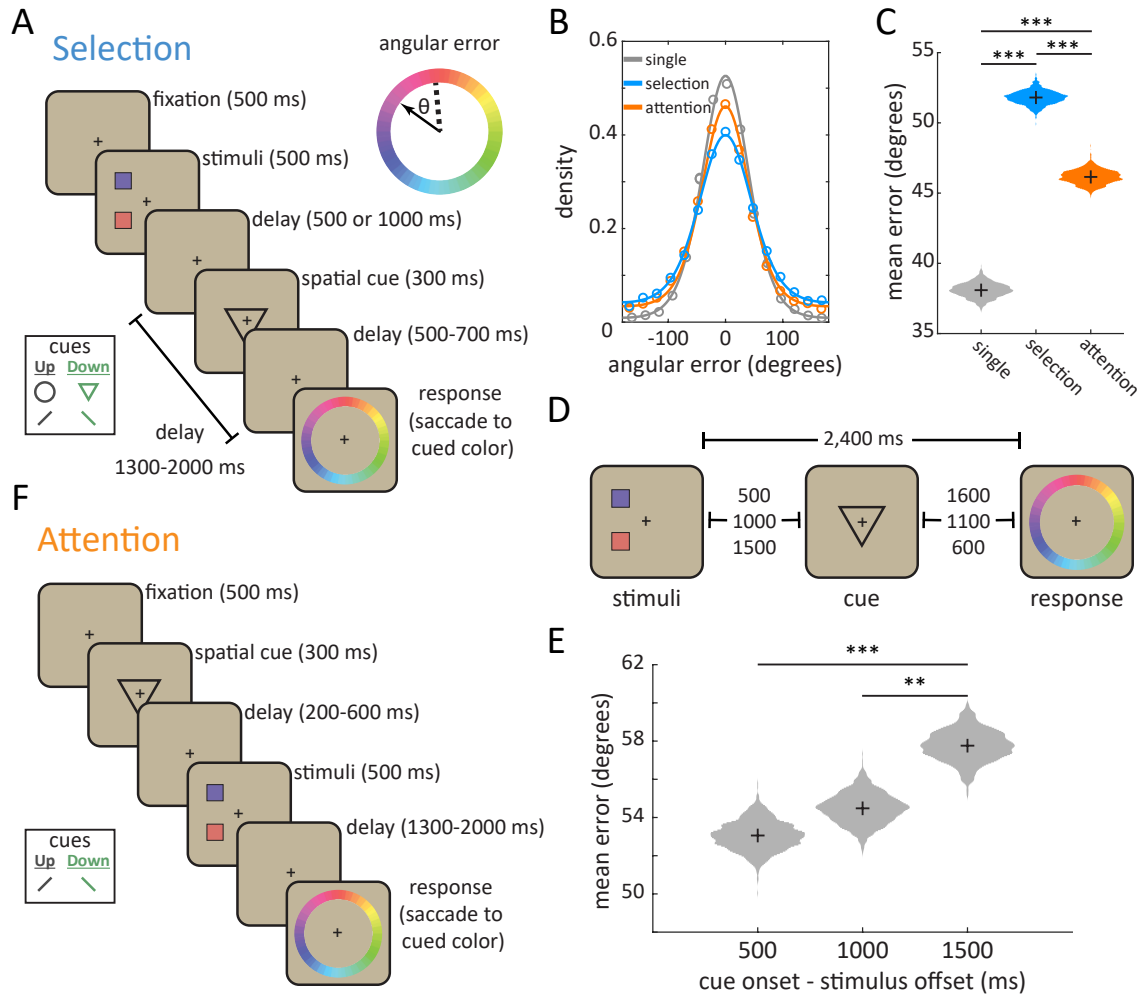 A
Selection
angular error
θ
fixation (500 ms)
stimuli (500 ms)
delay (500 or 1000 ms)
spatial cue (300 ms)
delay (500-700 ms)
response
(saccade to
cued color)
cues
Up Down
delay
1300-2000 ms
B
0.6
0.4
0.2
0
density
single
selection
attention
-100 0 100
angular error (degrees)
C
***
*** ***
55
50
45
40
35
mean error (degrees)
single
selection
attention
D
2,400 ms
500
1000
1500
1600
1100
600
stimuli
cue
response
E
***
**
62
58
54
50
mean error (degrees)
500 1000 1500
cue onset - stimulus offset (ms)
F
Attention
fixation (500 ms)
spatial cue (300 ms)
delay (200-600 ms)
stimuli (500 ms)
delay (1300-2000 ms)
response
(saccade to
cued color)
cues
Up Down